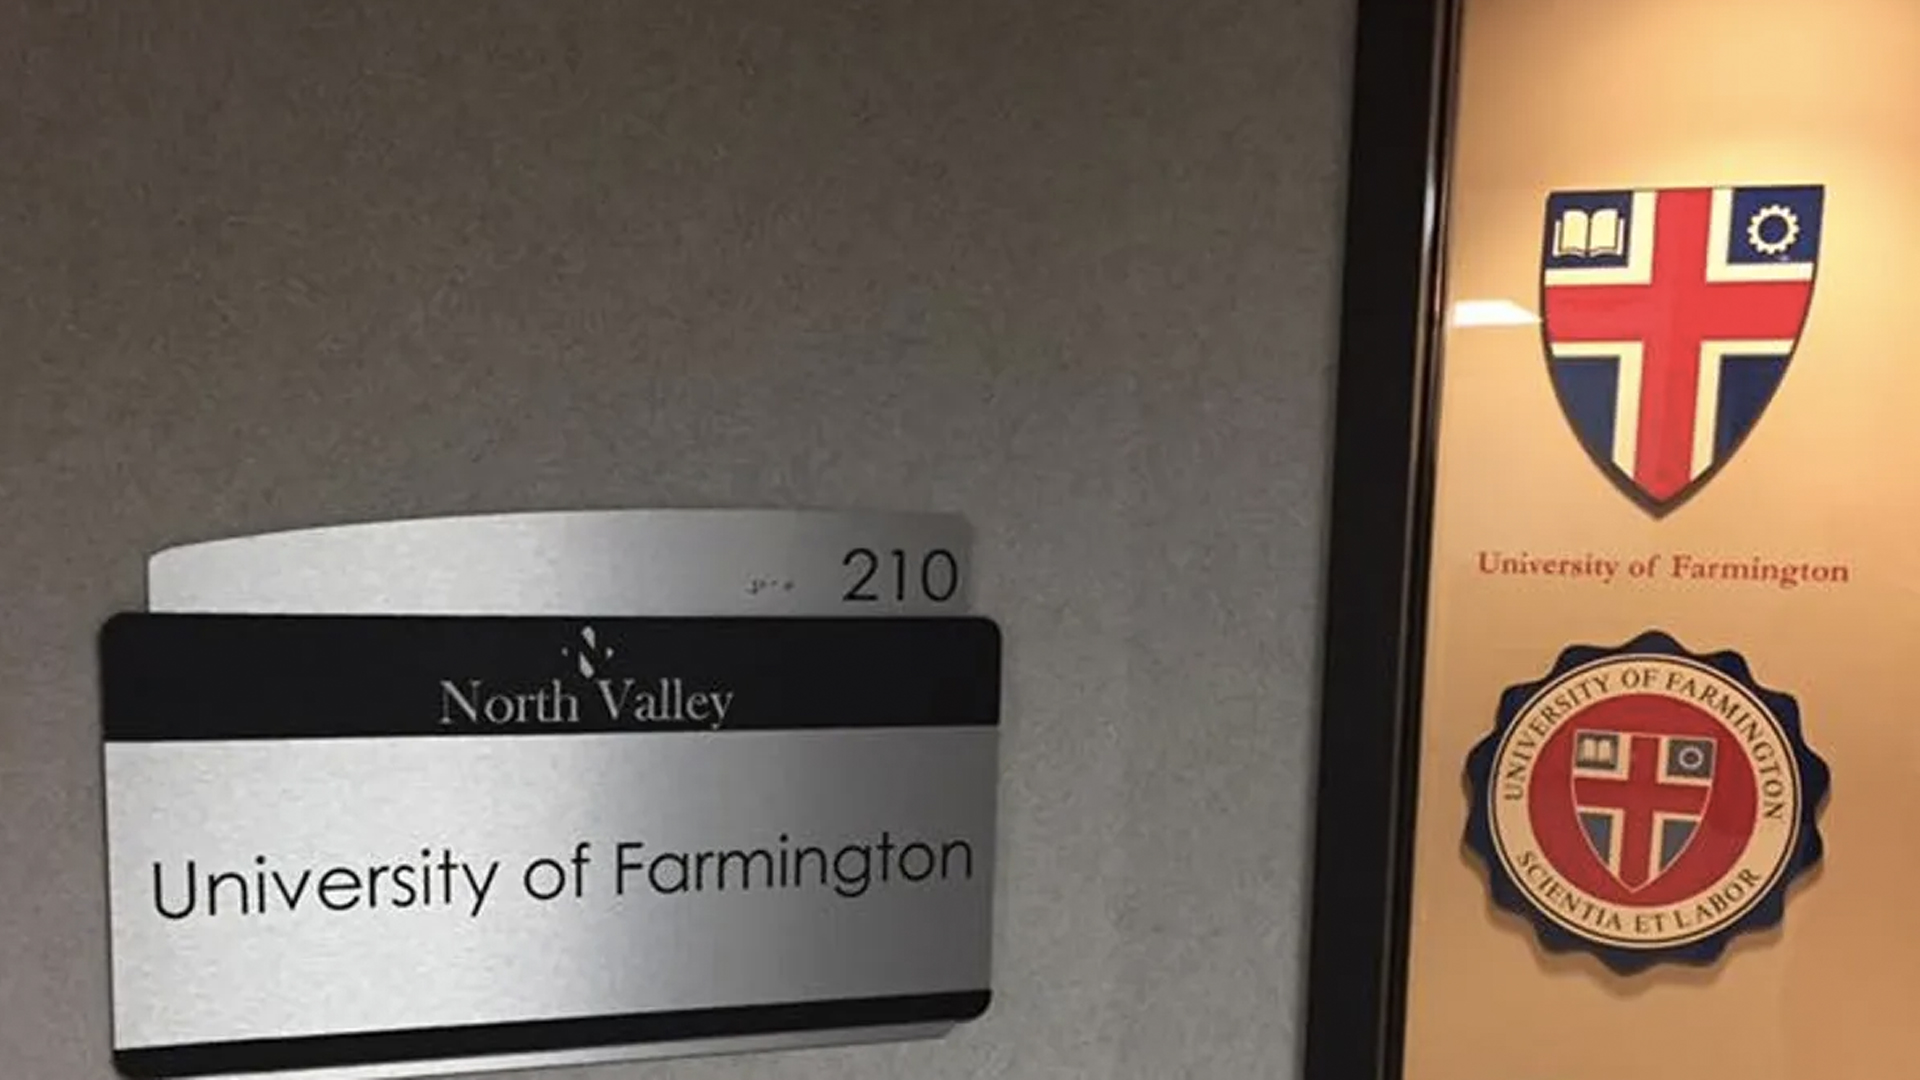 210
North Valley
University of Farmington
University of Farmington
UNIVERSITY OF FARMINGTON
SCIENTIA ET LABOR